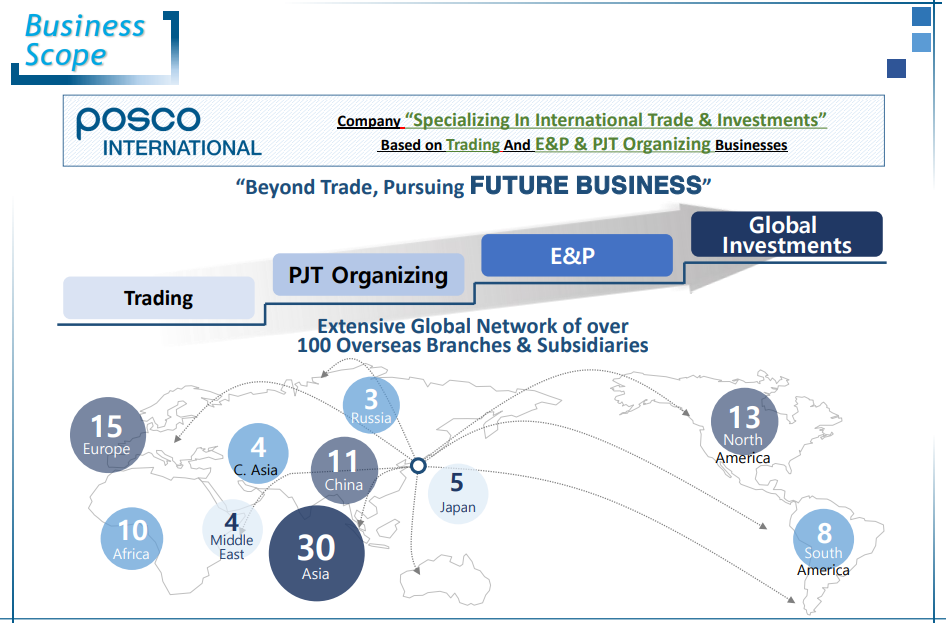 Business
Scope
posco
INTERNATIONAL
Company “Specializing In International Trade & Investments”
Based on Trading And E&P & PJT Organizing Businesses
“Beyond Trade, Pursuing FUTURE BUSINESS”
Global
Investments
E&P
PJT Organizing
Trading
Extensive Global Network of over
100 Overseas Branches & Subsidiaries
3
Russia
13
North
America
15
Europe
4
C. Asia
11
China
5
Japan
10
Africa
4
Middle
East
30
Asia
8
South
America